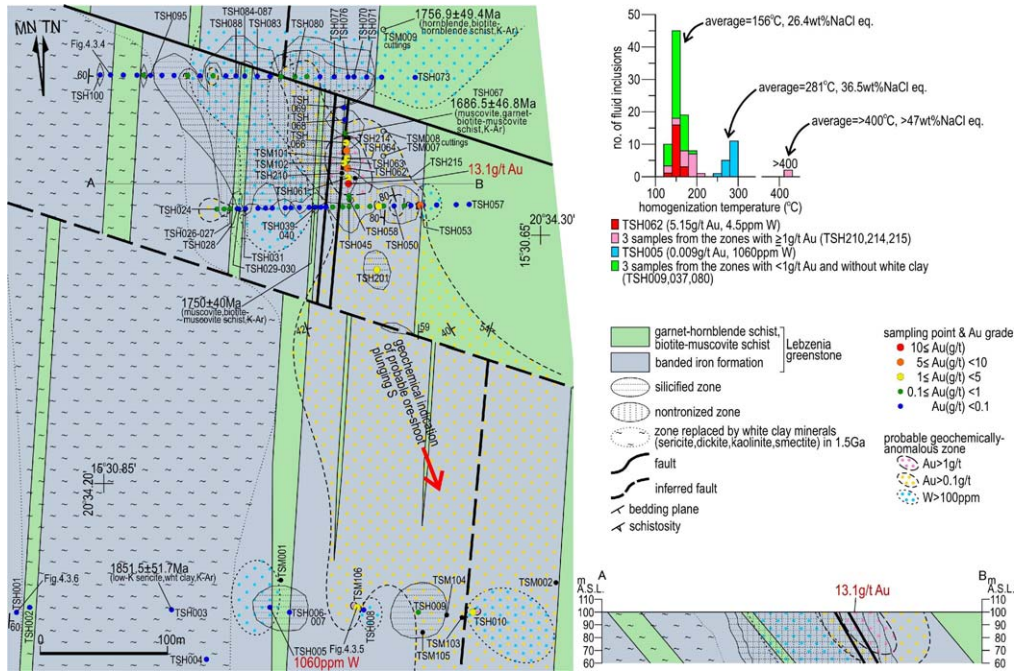 MN TN
TSH095
TSH084-087
TSH088
TSH083
TSH080
TSH077
TSH076
TSH070
TSH071
1756.9±49.4Ma
(hornblende,biotite-
hornblende schist,K-Ar)
TSM009
cuttings
Fig.4.3.4
60
TSH100
TSH073
TSH067
1686.5±46.8Ma
(muscovite,garnet-
biotite-muscovite
schist,K-Ar)
TSH
069
TSH
068
TSH
066
TSH214
TSH064
TSM008
TSM007
cuttings
TSM101
TSM102
TSH210
TSH063
TSH062
TSH215
13.1g/t Au
A
B
TSH061
80
TSH024
TSH057
TSH026-027
TSH028
TSH039-
040
80
TSH058
TSH053
TSH045
TSH050
TSH031
TSH029-030
TSH201
20°34.30'
15°30.65'
1750±40Ma
(muscovite,biotite-
muscovite schist,K-Ar)
42
59
40
54
geochemical indication
of probable ore-shoot
plunging S
15°30.85'
20°34.20'
1851.5±51.7Ma
(low-K sericite,wht clay,K-Ar)
TSM001
TSM106
TSM104
TSM002
TSH001
Fig.4.3.6
60
TSH002
TSH003
TSH006-
007
TSH008
TSH009
TSH010
0
100m
TSH004
TSH005
1060ppm W
Fig.4.3.5
TSM103
TSM105
no. of fluid inclusions
50
40
30
20
10
0
average=156°C, 26.4wt%NaCl eq.
average=281°C, 36.5wt%NaCl eq.
average=>400°C, >47wt%NaCl eq.
>400
100
200
300
400
homogenization temperature (°C)
TSH062 (5.15g/t Au, 4.5ppm W)
3 samples from the zones with ≥1g/t Au (TSH210,214,215)
TSH005 (0.009g/t Au, 1060ppm W)
3 samples from the zones with <1g/t Au and without white clay
(TSH009,037,080)
garnet-hornblende schist,
biotite-muscovite schist
banded iron formation
Lebzenia
greenstone
silicified zone
nontronized zone
zone replaced by white clay minerals
(sericite,dickite,kaolinite,smectite) in 1.5Ga
fault
inferred fault
bedding plane
schistosity
sampling point & Au grade
10≤ Au(g/t)
5≤ Au(g/t) <10
1≤ Au(g/t) <5
0.1≤ Au(g/t) <1
Au(g/t) <0.1
probable geochemically-
anomalous zone
Au>1g/t
Au>0.1g/t
W>100ppm
m
A.S.L.
A
13.1g/t Au
B
m
A.S.L.
100
90
80
70
60
100
90
80
70
60